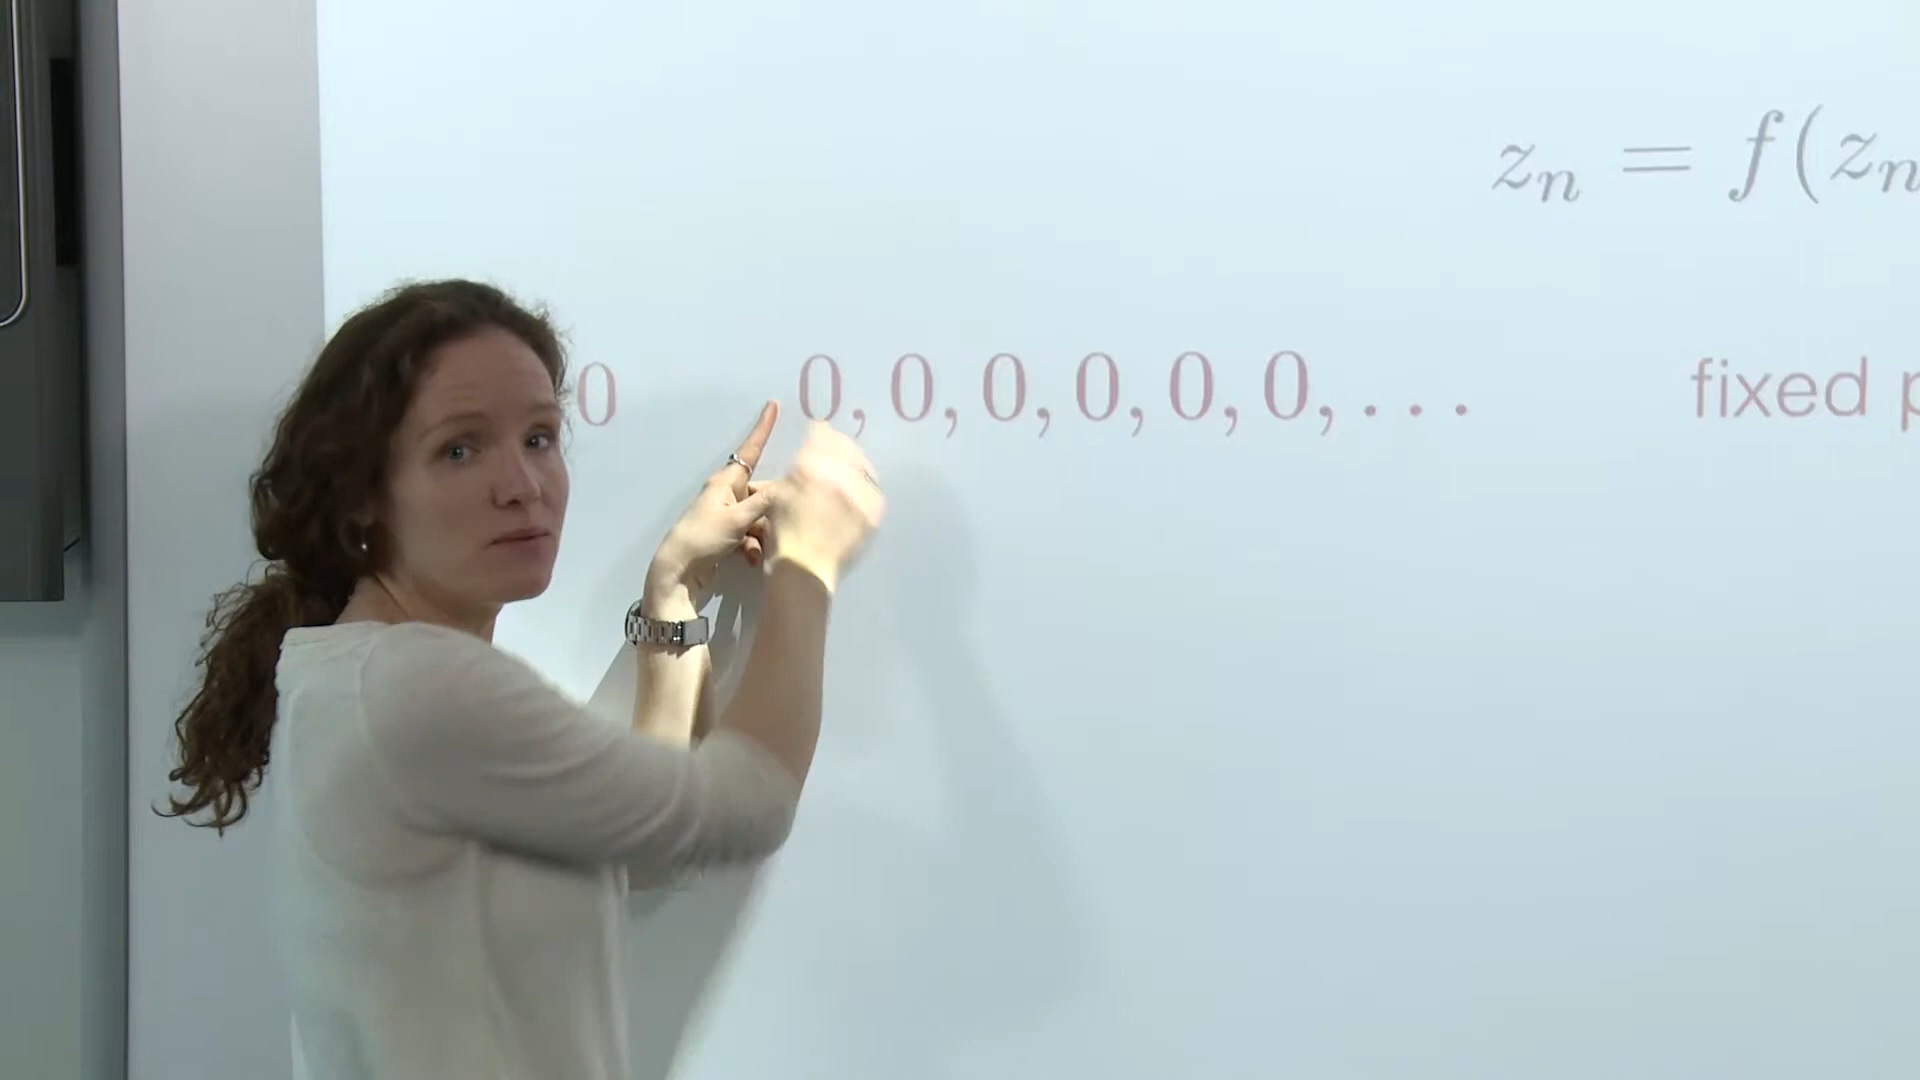 zₙ = f(zₙ
0 0, 0, 0, 0, 0, 0, . . . fixed p